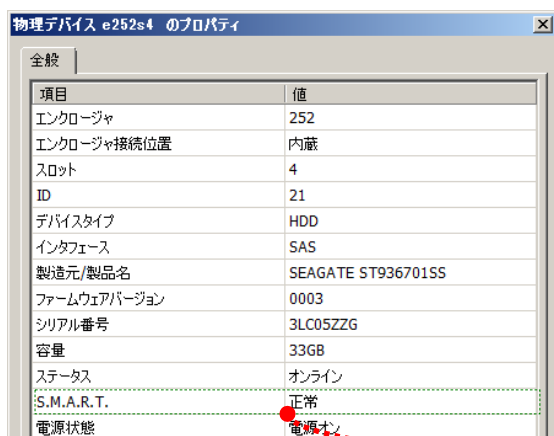 物理デバイス e252s4 のプロパティ
全般
項目 値
エンクロージャ 252
エンクロージャ接続位置 内蔵
スロット 4
ID 21
デバイスタイプ HDD
インタフェース SAS
製造元/製品名 SEAGATE ST936701SS
ファームウェアバージョン 0003
シリアル番号 3LC05ZZG
容量 33GB
ステータス オンライン
S.M.A.R.T. 正常
電源状態 電源オン